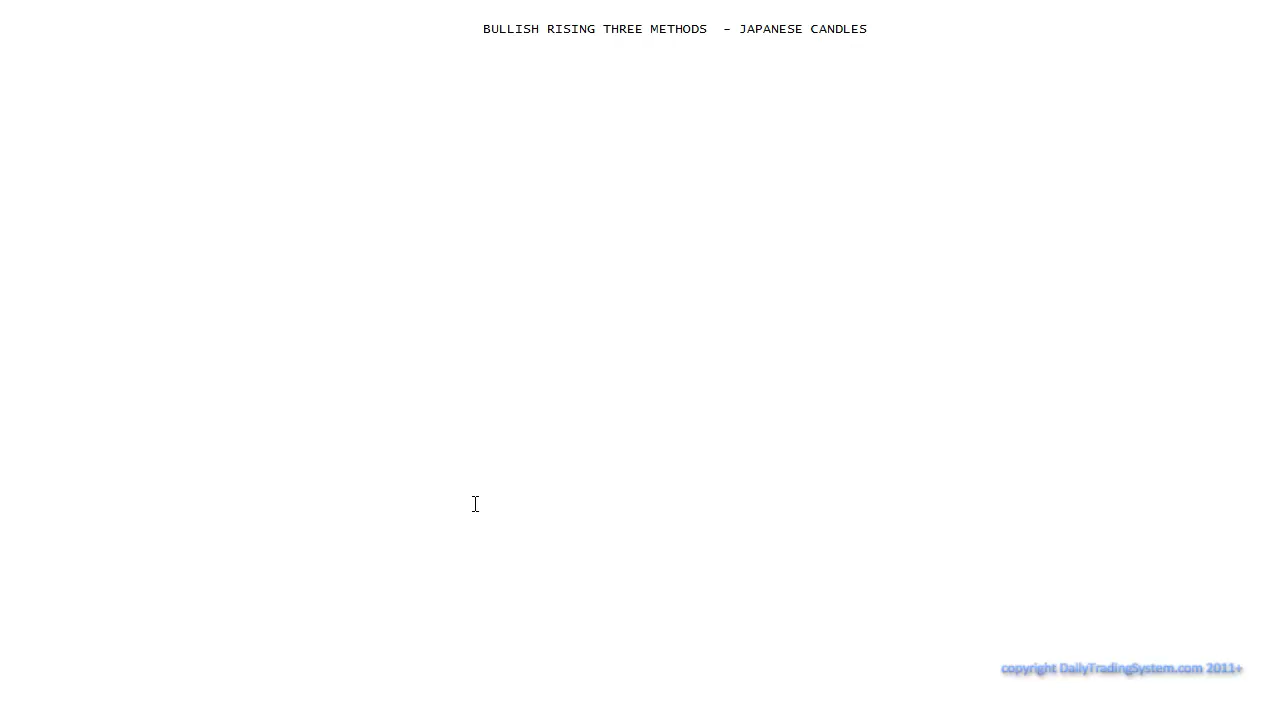 BULLISH RISING THREE METHODS  – JAPANESE CANDLES
copyright DailyTradingSystem.com 2011+